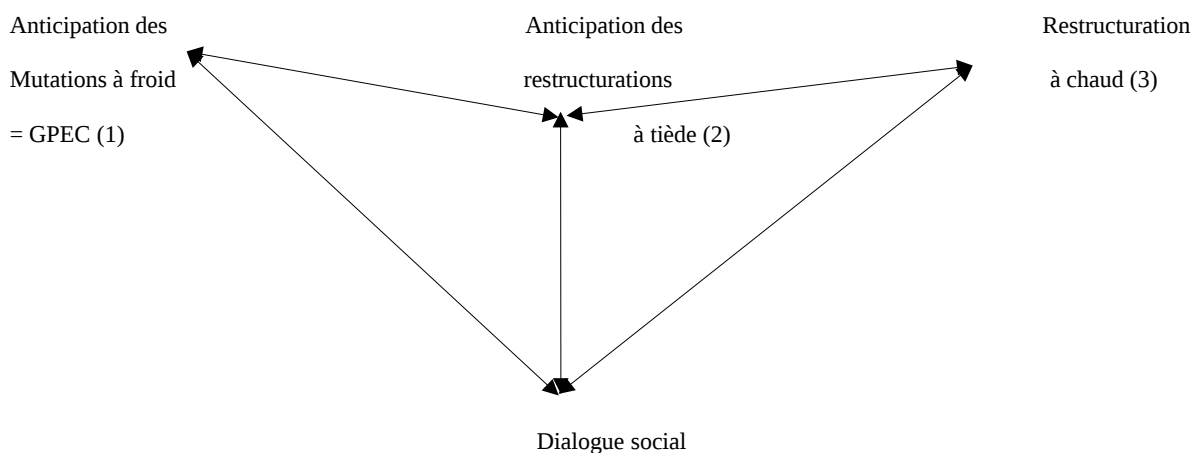 Anticipation des
Mutations à froid
= GPEC (1)
Anticipation des
restructurations
à tiède (2)
Restructuration
à chaud (3)
Dialogue social